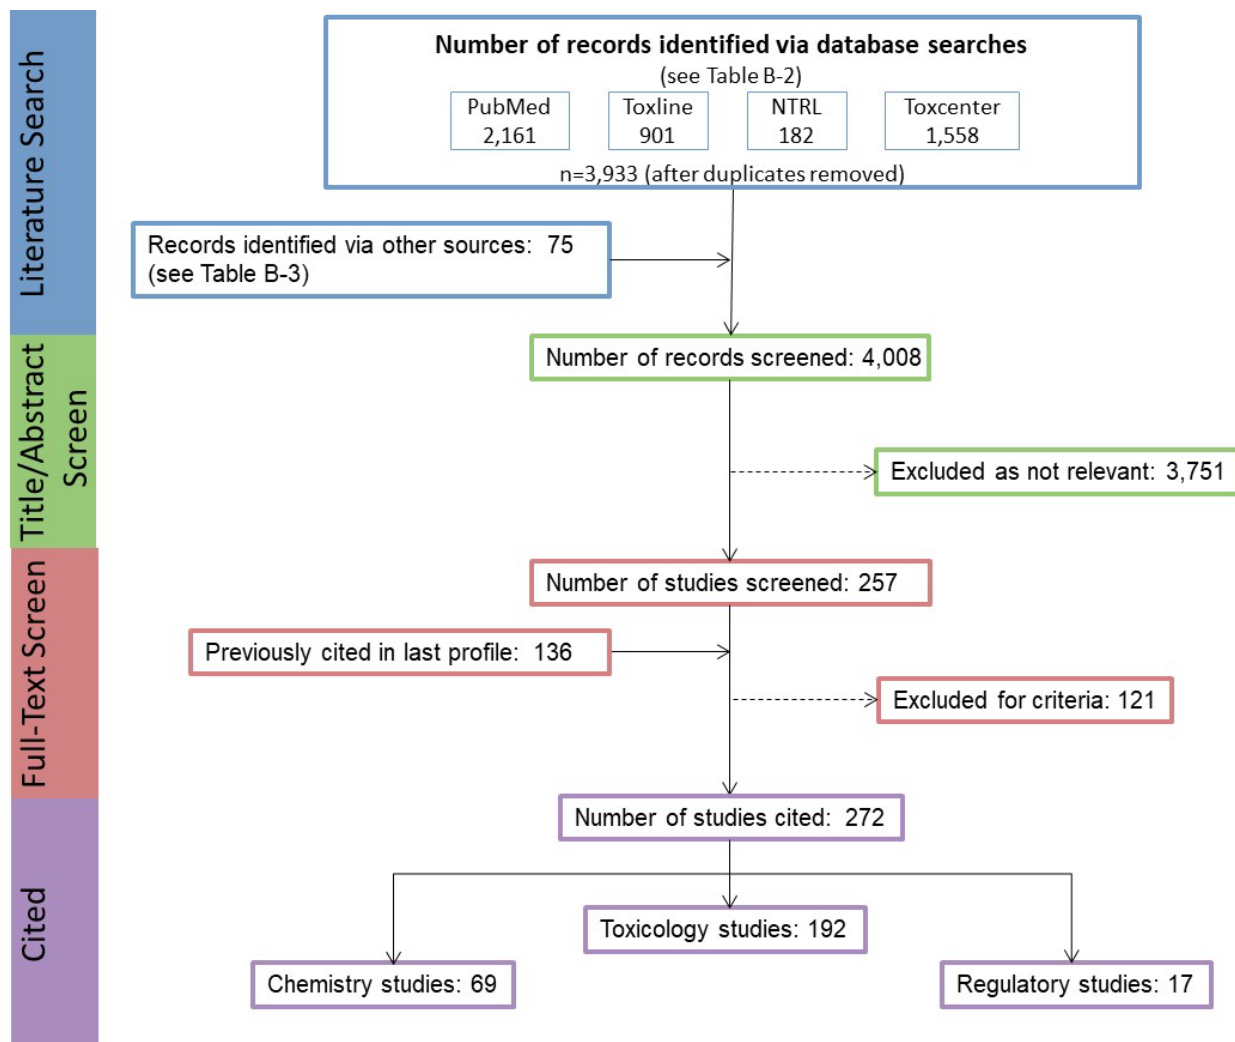 Literature Search
Number of records identified via database searches
(see Table B-2)
PubMed
2,161
Toxline
901
NTRL
182
Toxcenter
1,558
n=3,933 (after duplicates removed)
Records identified via other sources: 75
(see Table B-3)
Title/Abstract
Screen
Number of records screened: 4,008
Excluded as not relevant: 3,751
Full-Text Screen
Number of studies screened: 257
Previously cited in last profile: 136
Excluded for criteria: 121
Cited
Number of studies cited: 272
Toxicology studies: 192
Chemistry studies: 69
Regulatory studies: 17